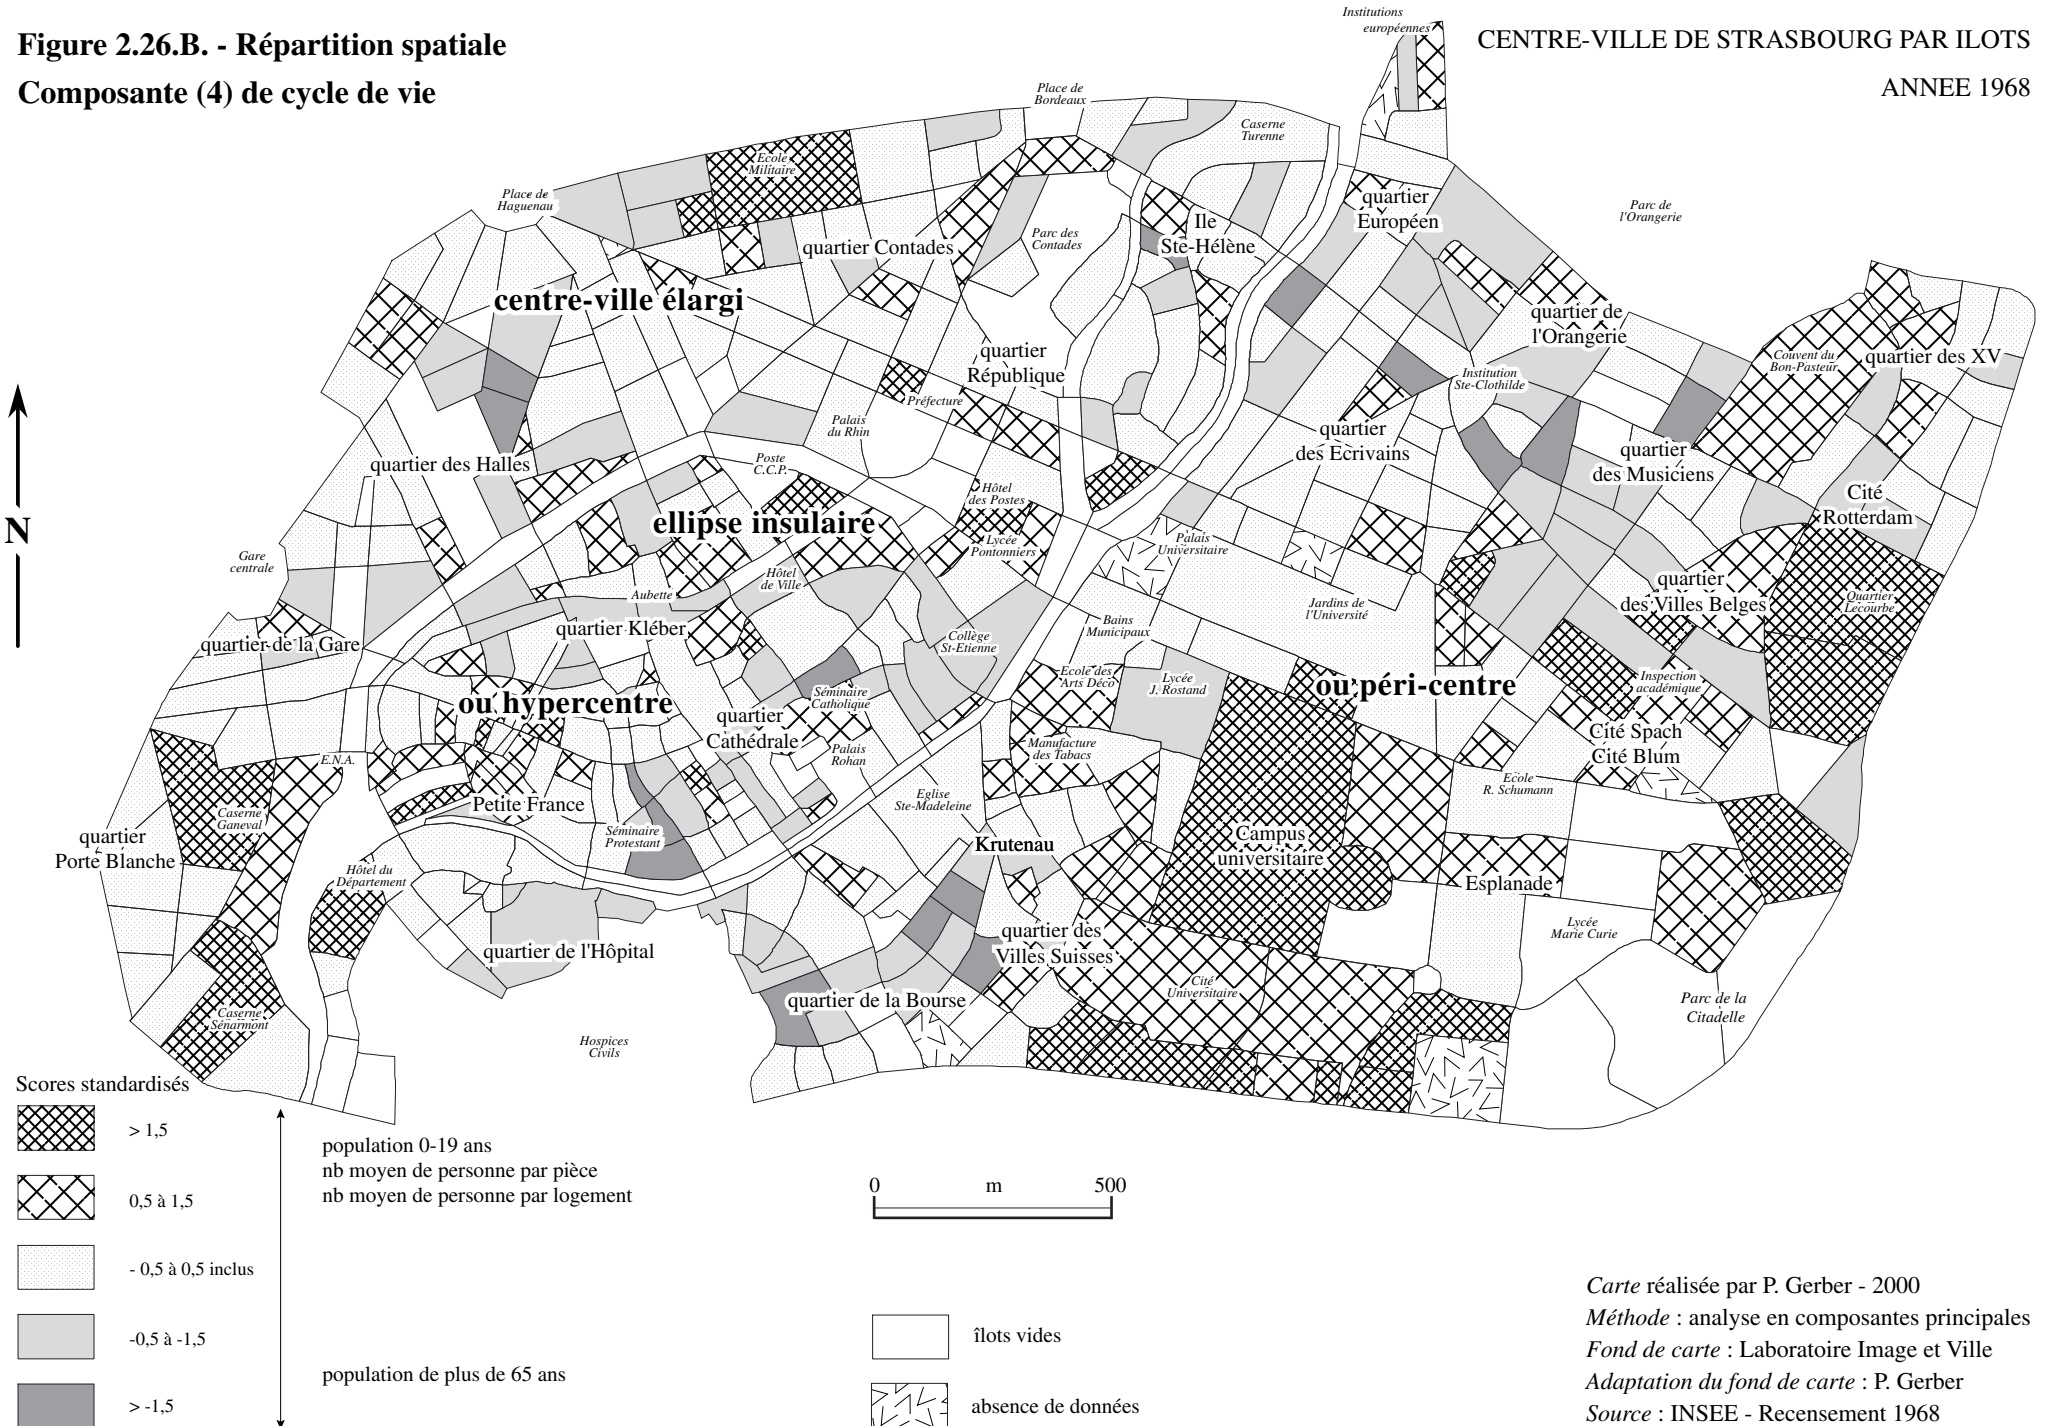 Figure 2.26.B. - Répartition spatiale
Composante (4) de cycle de vie
CENTRE-VILLE DE STRASBOURG PAR ILOTS
ANNEE 1968
Institutions
européennes
Place de
Bordeaux
Caserne
Turenne
Ecole
Militaire
Place de
Haguenau
quartier
Européen
Parc de
l'Orangerie
Ile
Ste-Hélène
Parc des
Contades
quartier Contades
centre-ville élargi
quartier de
l'Orangerie
quartier
République
Couvent du
Bon-Pasteur
quartier des XV
Institution
Ste-Clothilde
Préfecture
Palais
du Rhin
quartier
des Ecrivains
quartier des Halles
Poste
C.C.P.
quartier
des Musiciens
Hôtel
des Postes
Cité
Rotterdam
ellipse insulaire
Lycée
Pontonniers
Palais
Universitaire
Gare
centrale
Hôtel
de Ville
Aubette
quartier
des Villes Belges
Quartier
Lecourbe
Jardins de
l'Université
Bains
Municipaux
quartier Kléber
quartier de la Gare
Collège
St-Etienne
Ecole des
Arts Déco
Lycée
J. Rostand
ou péri-centre
Inspection
académique
ou hypercentre
Séminaire
Catholique
quartier
Cathédrale
Palais
Rohan
Manufacture
des Tabacs
Cité Spach
Cité Blum
E.N.A.
Ecole
R. Schumann
Petite France
Eglise
Ste-Madeleine
Caserne
Ganeval
quartier
Porte Blanche
Séminaire
Protestant
Krutenau
Campus
universitaire
Hôtel du
Département
Esplanade
Lycée
Marie Curie
quartier de l'Hôpital
quartier des
Villes Suisses
Cité
Universitaire
quartier de la Bourse
Parc de la
Citadelle
Caserne
Sénarmont
Hospices
Civils
N
Scores standardisés
> 1,5
0,5 à 1,5
- 0,5 à 0,5 inclus
-0,5 à -1,5
> -1,5
population 0-19 ans
nb moyen de personne par pièce
nb moyen de personne par logement
population de plus de 65 ans
0 m 500
îlots vides
absence de données
Carte réalisée par P. Gerber - 2000
Méthode : analyse en composantes principales
Fond de carte : Laboratoire Image et Ville
Adaptation du fond de carte : P. Gerber
Source : INSEE - Recensement 1968